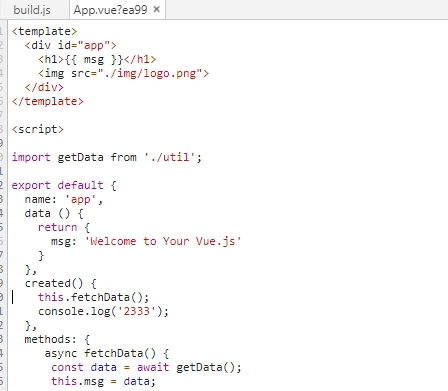 build.js App.vue?ea99 ×
<template>
<div id="app">
<h1>{{ msg }}</h1>
<img src="./img/logo.png">
</div>
</template>
<script>
import getData from './util';
export default {
name: 'app',
data () {
return {
msg: 'Welcome to Your Vue.js'
}
},
created() {
this.fetchData();
console.log('2333');
},
methods: {
async fetchData() {
const data = await getData();
this.msg = data;